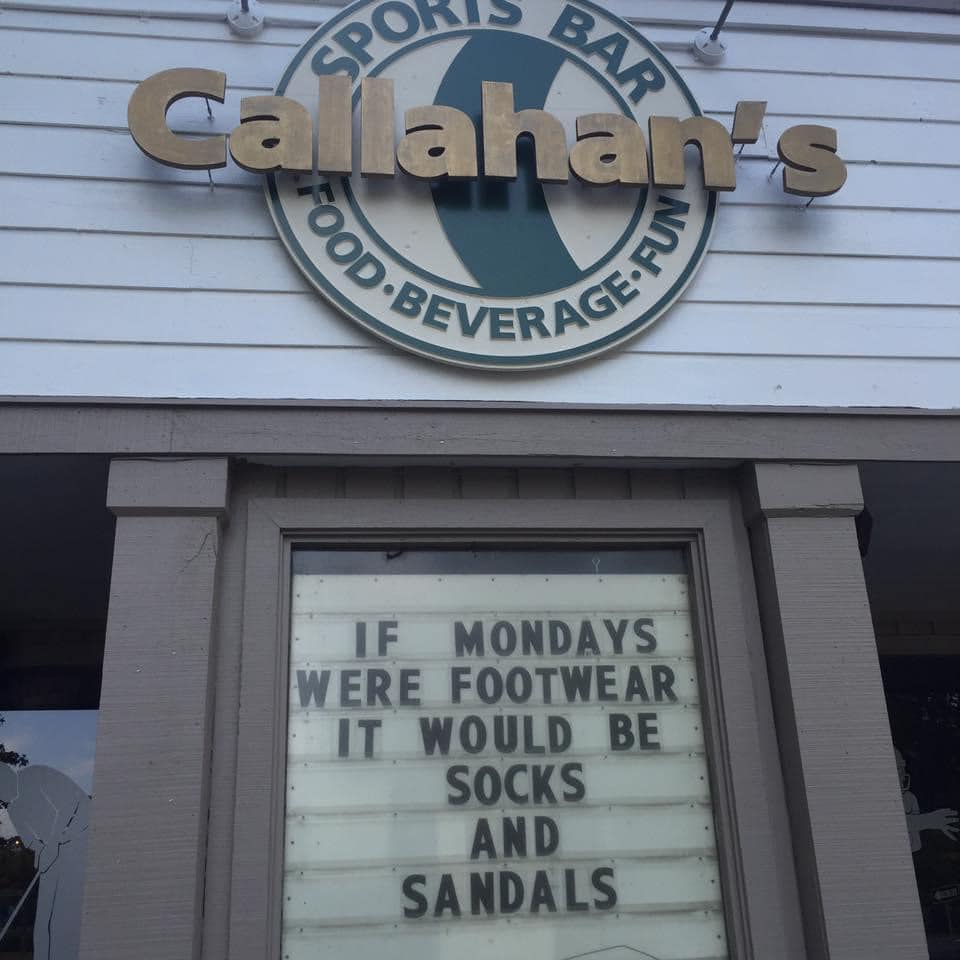 SPORTS BAR
Callahan's
FOOD • BEVERAGE • FUN
IF MONDAYS
WERE FOOTWEAR
IT WOULD BE
SOCKS
AND
SANDALS